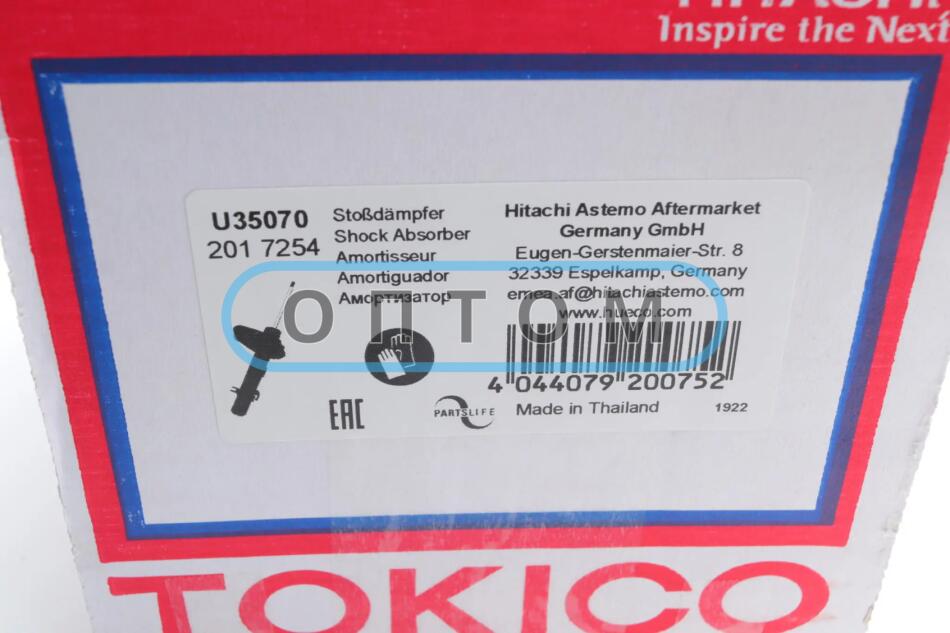 HITACHI
Inspire the Next
U35070
201 7254
Stoßdämpfer
Shock Absorber
Amortisseur
Amortiguador
Амортизатор
Hitachi Astemo Aftermarket
Germany GmbH
Eugen-Gerstenmaier-Str. 8
32339 Espelkamp, Germany
emea.af@hitachiastemo.com
www.hueco.com
ОПТОМ
4 044079 200752
EAC
PARTSLIFE
Made in Thailand
1922
TOKICO